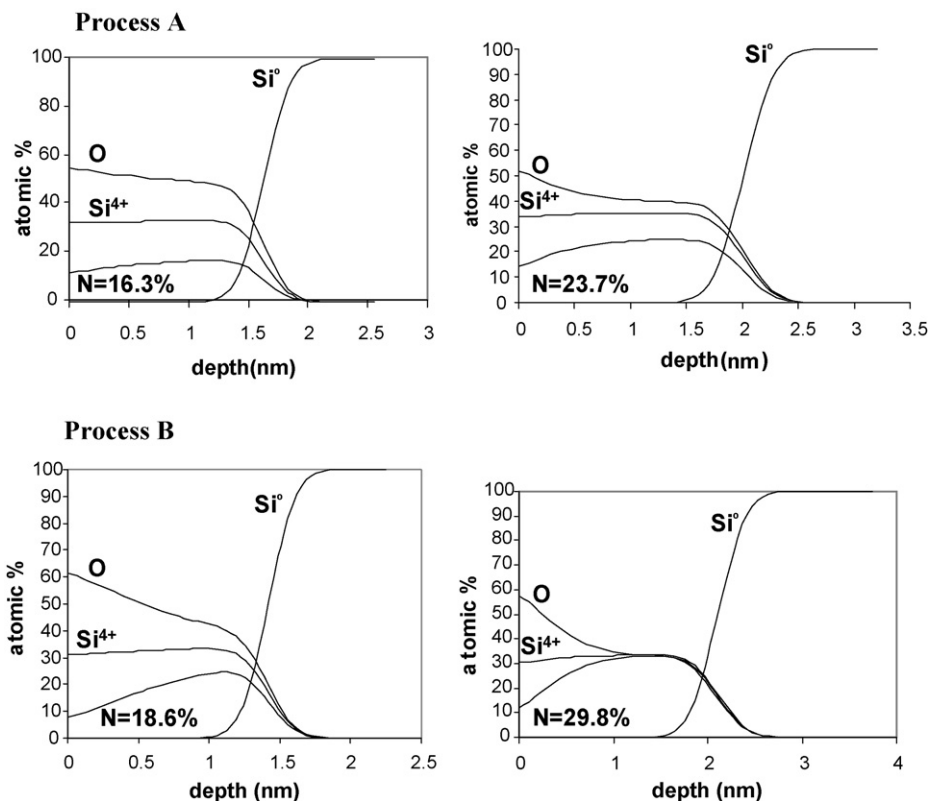 Process A
100
80
60
40
20
0
atomic %
O
Si4+
Si°
N=16.3%
0 0.5 1 1.5 2 2.5 3
depth(nm)
100
90
80
70
60
50
40
30
20
10
0
atomic %
O
Si4+
Si°
N=23.7%
0 0.5 1 1.5 2 2.5 3 3.5
depth(nm)
Process B
100
90
80
70
60
50
40
30
20
10
0
atomic %
O
Si4+
Si°
N=18.6%
0 0.5 1 1.5 2 2.5
depth (nm)
100
90
80
70
60
50
40
30
20
10
0
atomic %
O
Si4+
Si°
N=29.8%
0 1 2 3 4
depth (nm)